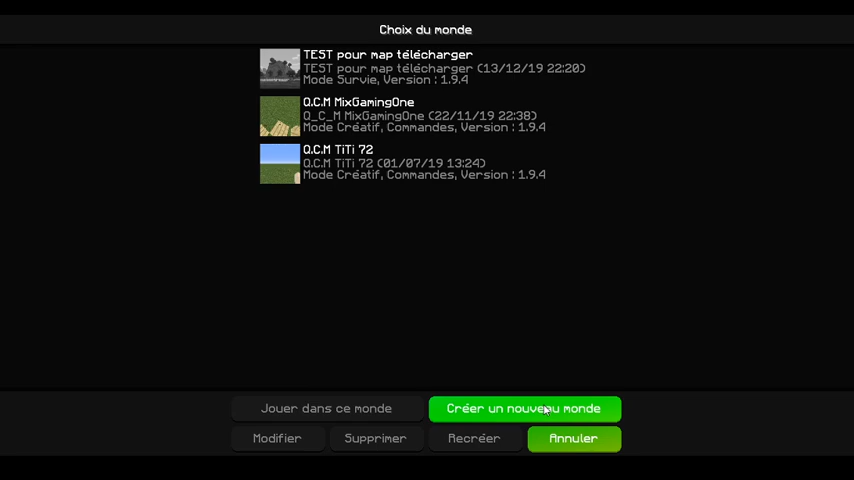 Choix du monde
TEST pour map télécharger
TEST pour map télécharger (13/12/19 22:20)
Mode Survie, Version : 1.9.4
Q.C.M MixGamingOne
Q_C_M MixGamingOne (22/11/19 22:38)
Mode Créatif, Commandes, Version : 1.9.4
Q.C.M TiTi 72
Q.C.M TiTi 72 (01/07/19 13:24)
Mode Créatif, Commandes, Version : 1.9.4
Jouer dans ce monde
Créer un nouveau monde
Modifier
Supprimer
Recréer
Annuler